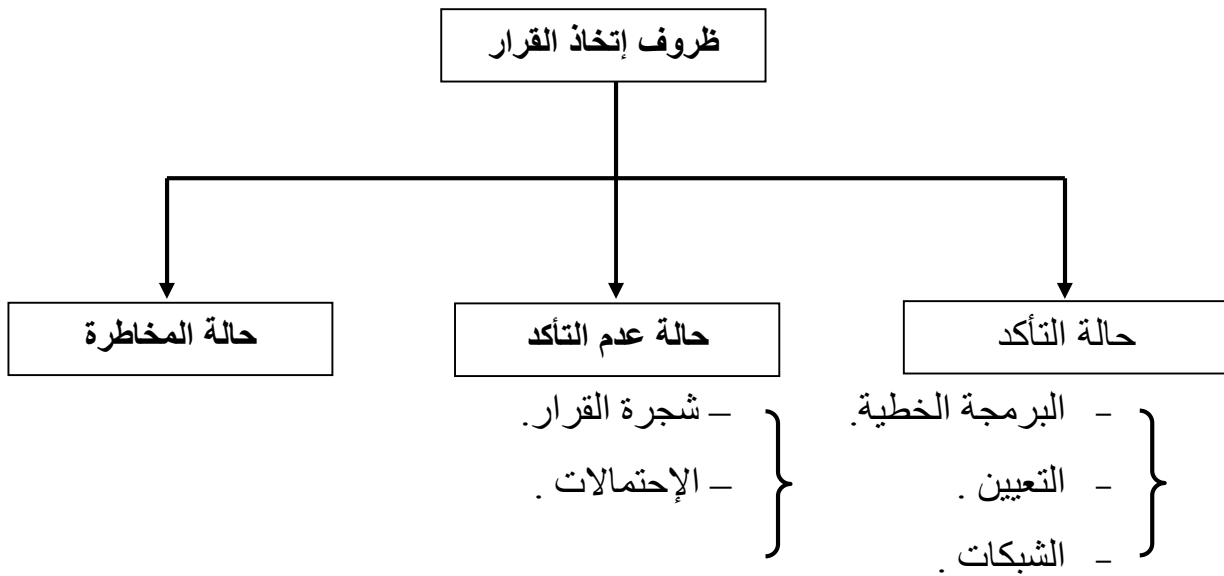 ظروف إتخاذ القرار
حالة التأكد
حالة عدم التأكد
حالة المخاطرة
- البرمجة الخطية.
- التعيين .
- الشبكات .
– شجرة القرار.
– الإحتمالات .